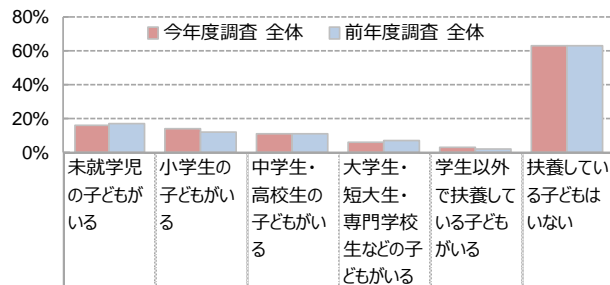 80%
60%
40%
20%
0%
今年度調査 全体
前年度調査 全体
未就学児
の子どもが
いる
小学生の
子どもがいる
中学生・
高校生の
子どもがい
る
大学生・
短大生・
専門学校
生などの子
どもがいる
学生以外
で扶養して
いる子ども
がいる
扶養してい
る子どもは
いない